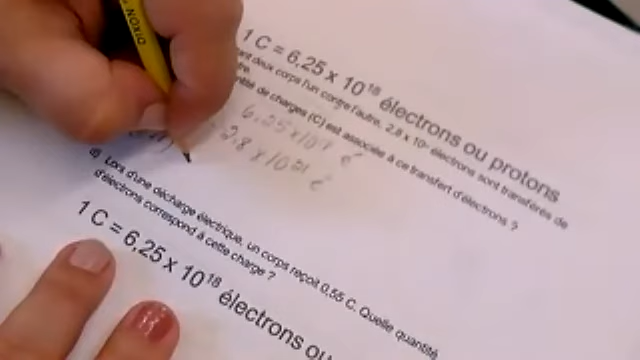 DIXON
1 C = 6,25 x 10¹⁸ électrons ou protons
deux corps l'un contre l'autre, 2,8 x électrons sont transférés de
de charges (C) est associée à ce transfert d'électrons ?
6,25 x 10 é
2,8 x 10²¹ é
d) Lors d'une décharge électrique, un corps reçoit 0,55 C. Quelle quantité
d'électrons correspond à cette charge ?
1 C = 6,25 x 10¹⁸ électrons ou